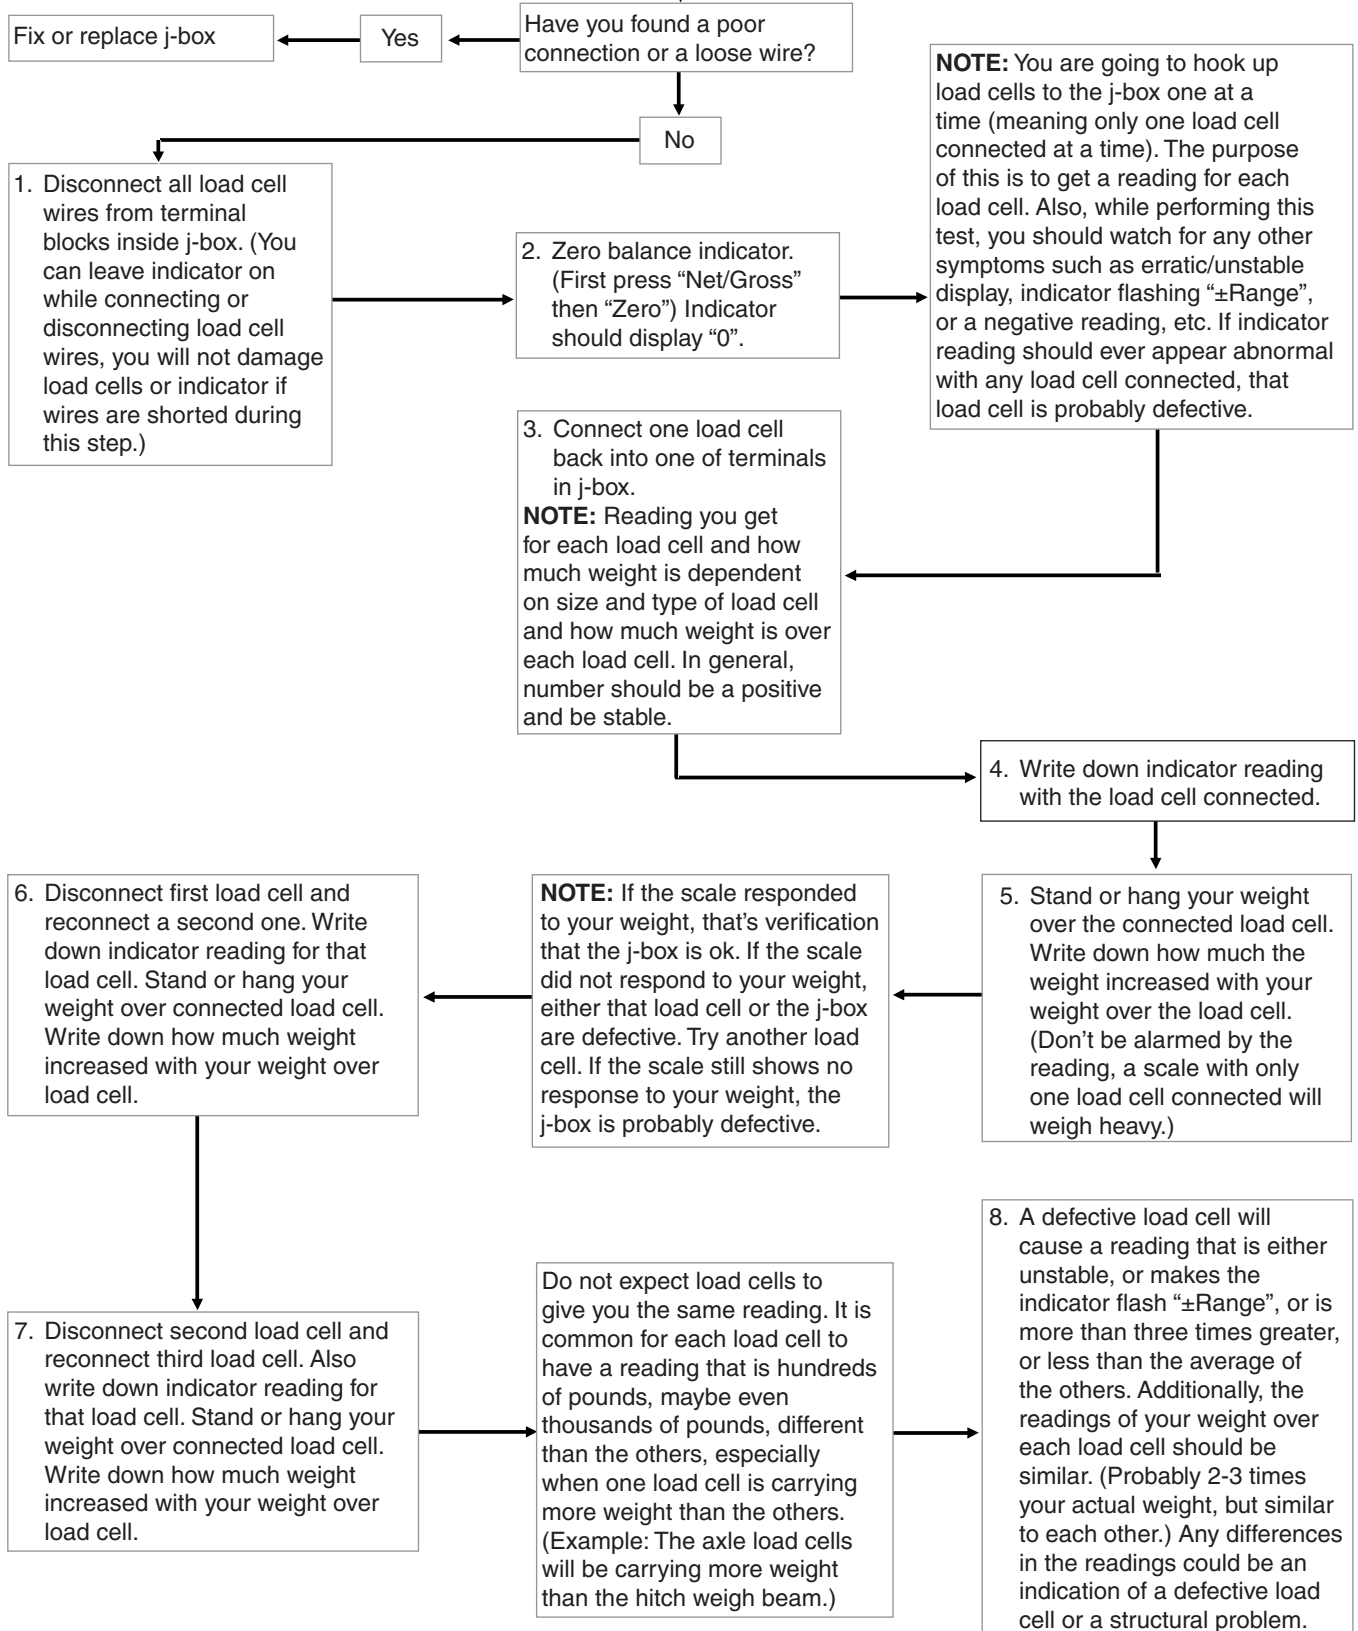 Fix or replace j-box
Yes
Have you found a poor
connection or a loose wire?
No
NOTE: You are going to hook up
load cells to the j-box one at a
time (meaning only one load cell
connected at a time). The purpose
of this is to get a reading for each
load cell. Also, while performing this
test, you should watch for any other
symptoms such as erratic/unstable
display, indicator flashing “±Range”,
or a negative reading, etc. If indicator
reading should ever appear abnormal
with any load cell connected, that
load cell is probably defective.
1. Disconnect all load cell
wires from terminal
blocks inside j-box. (You
can leave indicator on
while connecting or
disconnecting load cell
wires, you will not damage
load cells or indicator if
wires are shorted during
this step.)
2. Zero balance indicator.
(First press “Net/Gross”
then “Zero”) Indicator
should display “0”.
3. Connect one load cell
back into one of terminals
in j-box.
NOTE: Reading you get
for each load cell and how
much weight is dependent
on size and type of load cell
and how much weight is over
each load cell. In general,
number should be a positive
and be stable.
4. Write down indicator reading
with the load cell connected.
5. Stand or hang your weight
over the connected load cell.
Write down how much the
weight increased with your
weight over the load cell.
(Don’t be alarmed by the
reading, a scale with only
one load cell connected will
weigh heavy.)
NOTE: If the scale responded
to your weight, that’s verification
that the j-box is ok. If the scale
did not respond to your weight,
either that load cell or the j-box
are defective. Try another load
cell. If the scale still shows no
response to your weight, the
j-box is probably defective.
6. Disconnect first load cell and
reconnect a second one. Write
down indicator reading for that
load cell. Stand or hang your
weight over connected load cell.
Write down how much weight
increased with your weight over
load cell.
7. Disconnect second load cell and
reconnect third load cell. Also
write down indicator reading for
that load cell. Stand or hang your
weight over connected load cell.
Write down how much weight
increased with your weight over
load cell.
Do not expect load cells to
give you the same reading. It is
common for each load cell to
have a reading that is hundreds
of pounds, maybe even
thousands of pounds, different
than the others, especially
when one load cell is carrying
more weight than the others.
(Example: The axle load cells
will be carrying more weight
than the hitch weigh beam.)
8. A defective load cell will
cause a reading that is either
unstable, or makes the
indicator flash “±Range”, or is
more than three times greater,
or less than the average of
the others. Additionally, the
readings of your weight over
each load cell should be
similar. (Probably 2-3 times
your actual weight, but similar
to each other.) Any differences
in the readings could be an
indication of a defective load
cell or a structural problem.